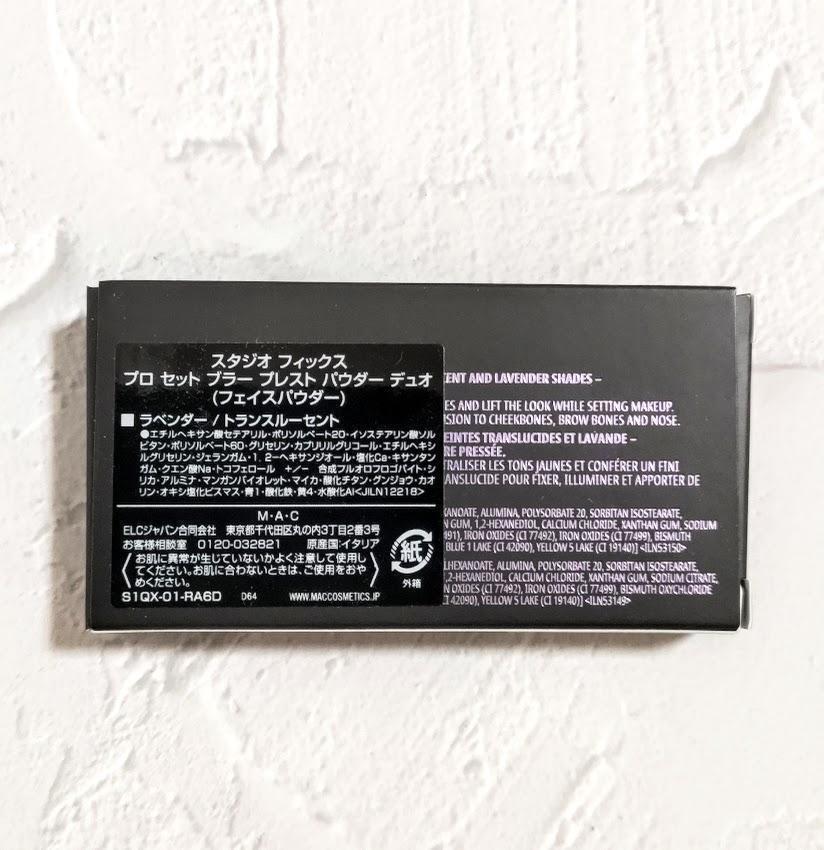 スタジオ フィックス
プロ セット ブラー プレスト パウダー デュオ
(フェイスパウダー)
■ ラベンダー / トランスルーセント
●エチルヘキサン酸セテアリル・ポリソルベート20・イソステアリン酸ソル
ビタン・ポリソルベート60・グリセリン・カプリリルグリコール・エチルヘキシ
ルグリセリン・ジェランガム・1, 2-ヘキサンジオール・塩化Ca・キサンタン
ガム・クエン酸Na・トコフェロール +/- 合成フルオロフロゴパイト・シ
リカ・アルミナ・マンガンバイオレット・マイカ・酸化チタン・グンジョウ・カオ
リン・オキシ塩化ビスマス・青1・酸化鉄・黄4・水酸化Al<JILN12218>
M・A・C
ELCジャパン合同会社 東京都千代田区丸の内3丁目2番3号
お客様相談室 0120-032821 原産国:イタリア
お肌に異常が生じていないかよく注意して使用し
てください。お肌に合わないときは、ご使用をおや
めください。
紙
外箱
S1QX-01-RA6D D64 WWW.MACCOSMETICS.JP
ENT AND LAVENDER SHADES –
ES AND LIFT THE LOOK WHILE SETTING MAKEUP.
SION TO CHEEKBONES, BROW BONES AND NOSE.
EINTES TRANSLUCIDES ET LAVANDE –
RE PRESSÉE.
TRALISER LES TONS JAUNES ET CONFÉRER UN FINI
ANSLUCIDE POUR FIXER, ILLUMINER ET APPORTER DE
EXANOATE, ALUMINA, POLYSORBATE 20, SORBITAN ISOSTEARATE,
N GUM, 1,2-HEXANEDIOL, CALCIUM CHLORIDE, XANTHAN GUM, SODIUM
491), IRON OXIDES (CI 77492), IRON OXIDES (CI 77499), BISMUTH
BLUE 1 LAKE (CI 42090), YELLOW 5 LAKE (CI 19140)] <ILN53150>
LHEXANOATE, ALUMINA, POLYSORBATE 20, SORBITAN ISOSTEARATE,
1,2-HEXANEDIOL, CALCIUM CHLORIDE, XANTHAN GUM, SODIUM CITRATE,
IRON OXIDES (CI 77492), IRON OXIDES (CI 77499), BISMUTH OXYCHLORIDE
I 42090), YELLOW 5 LAKE (CI 19140)] <ILN53149>